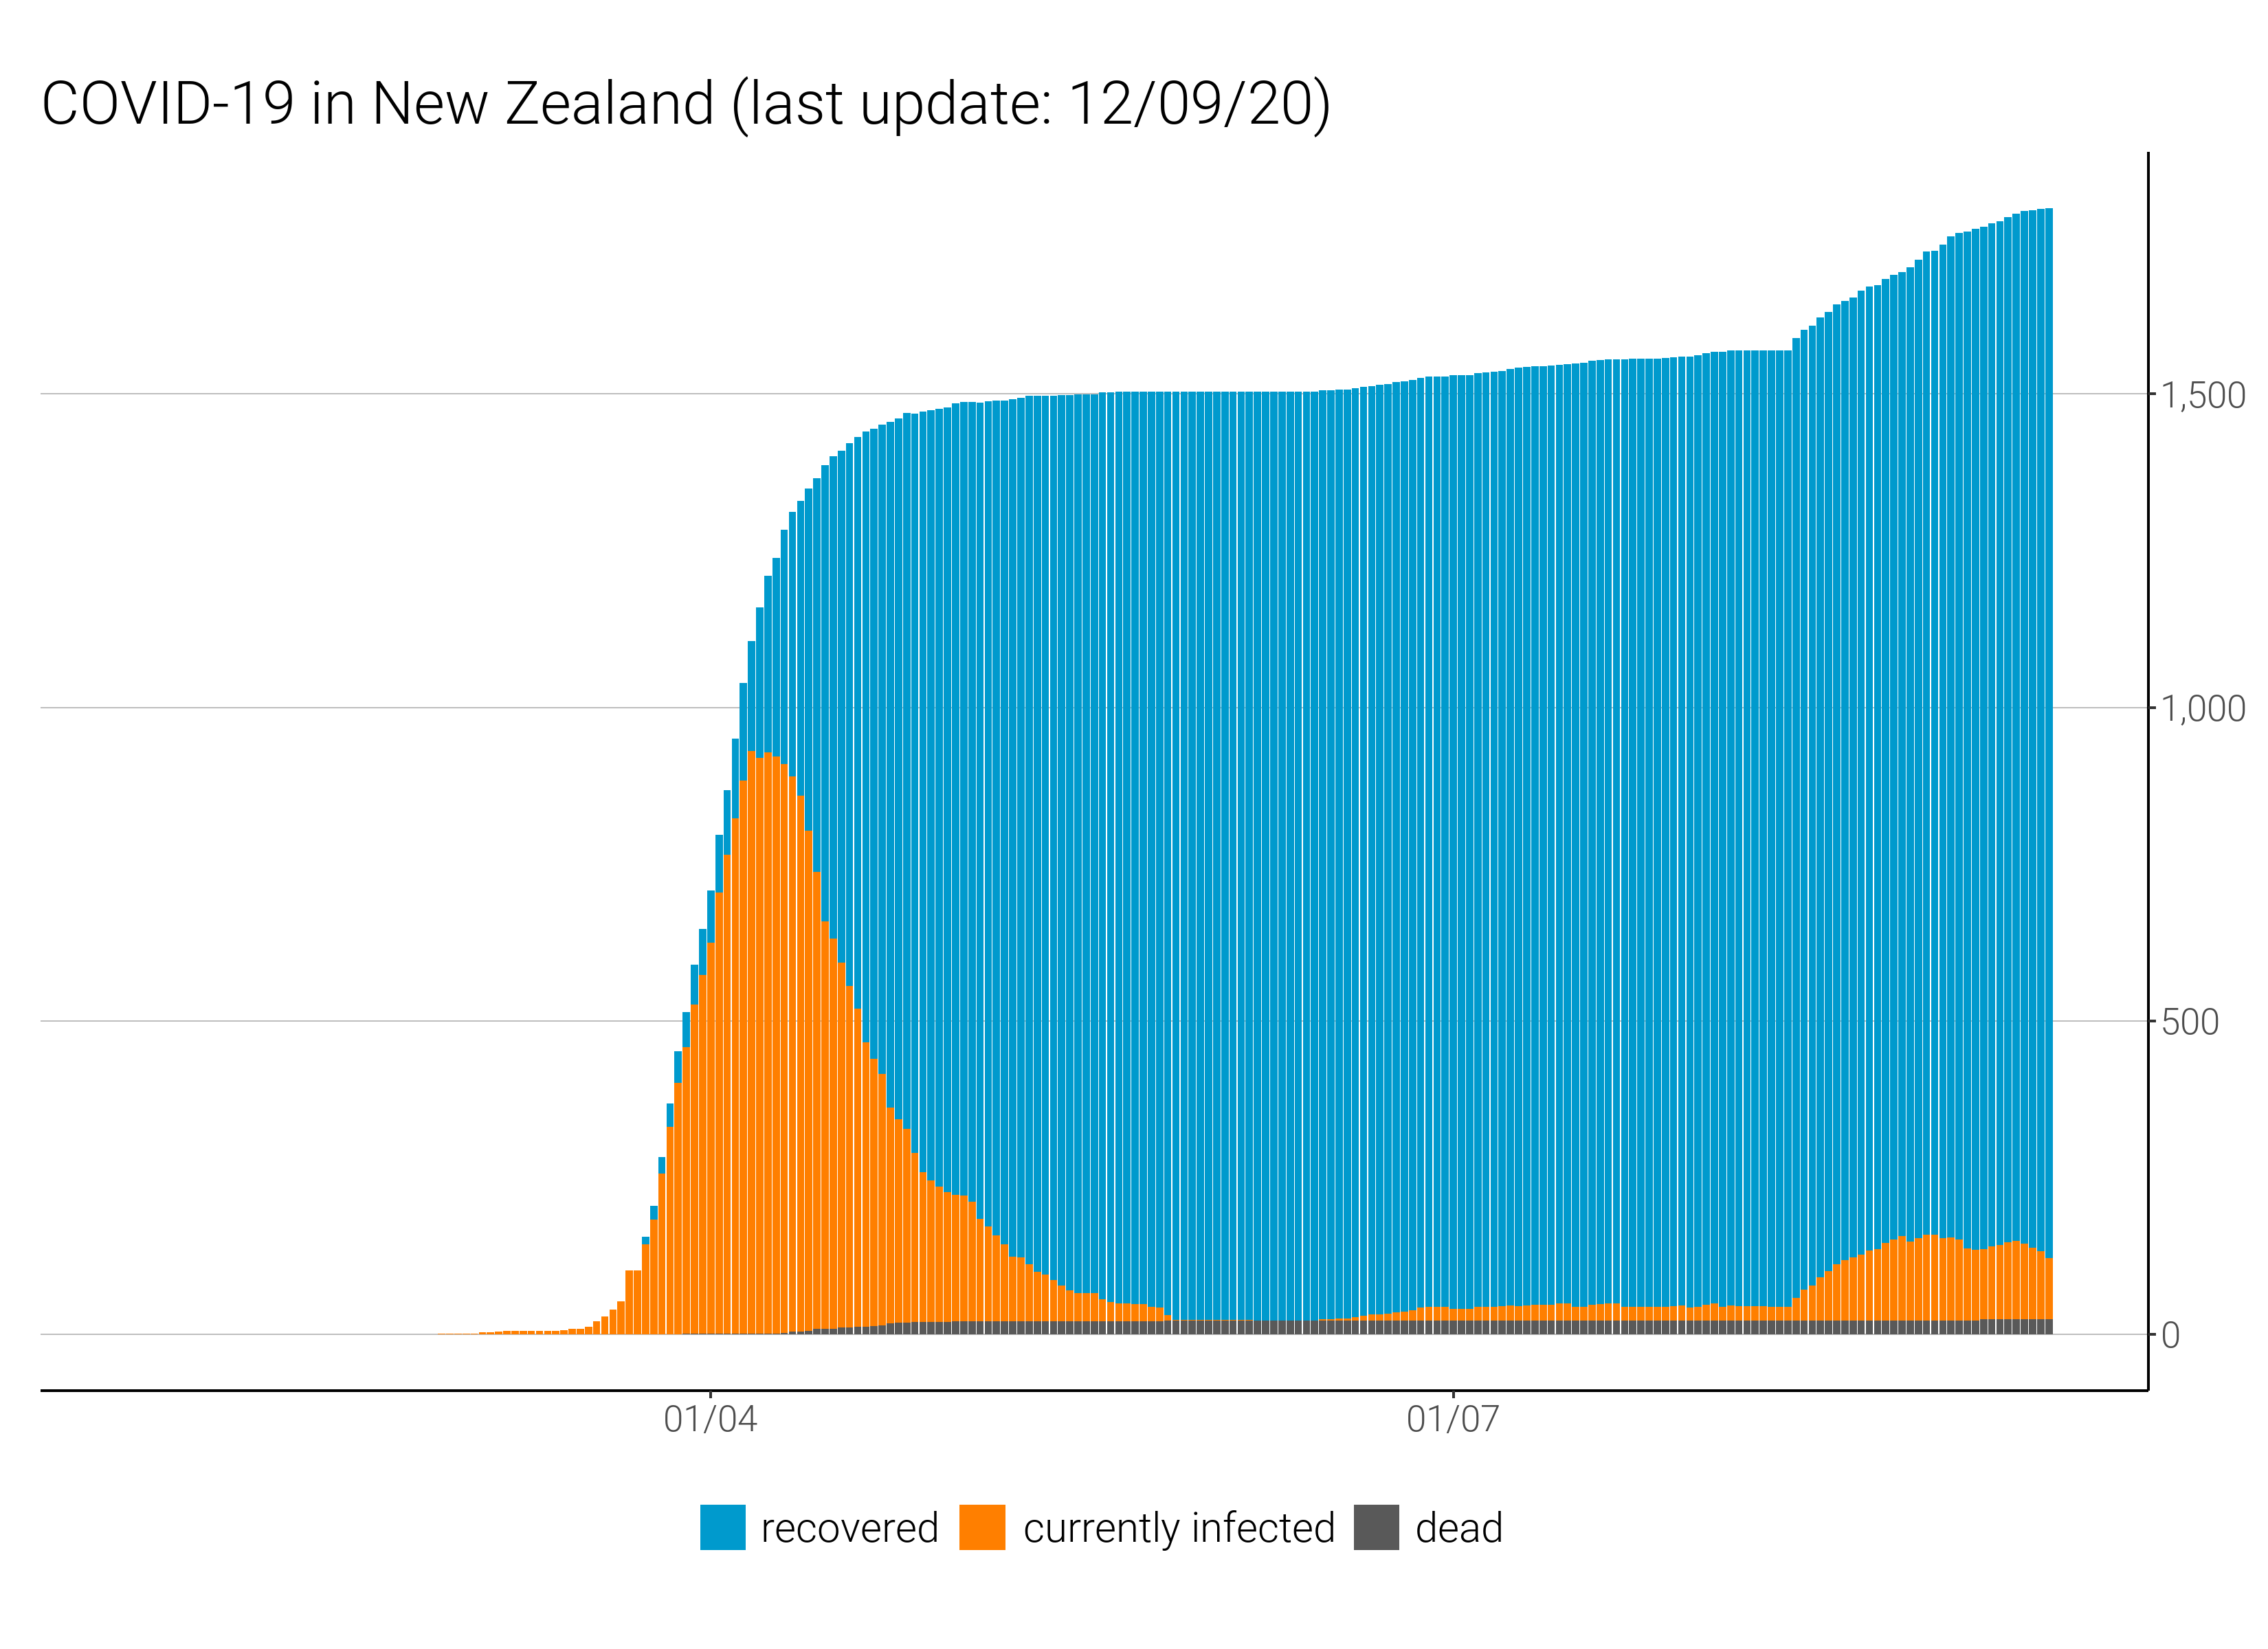 COVID-19 in New Zealand (last update: 12/09/20)
1,500
1,000
500
0
01/04 01/07
recovered currently infected dead